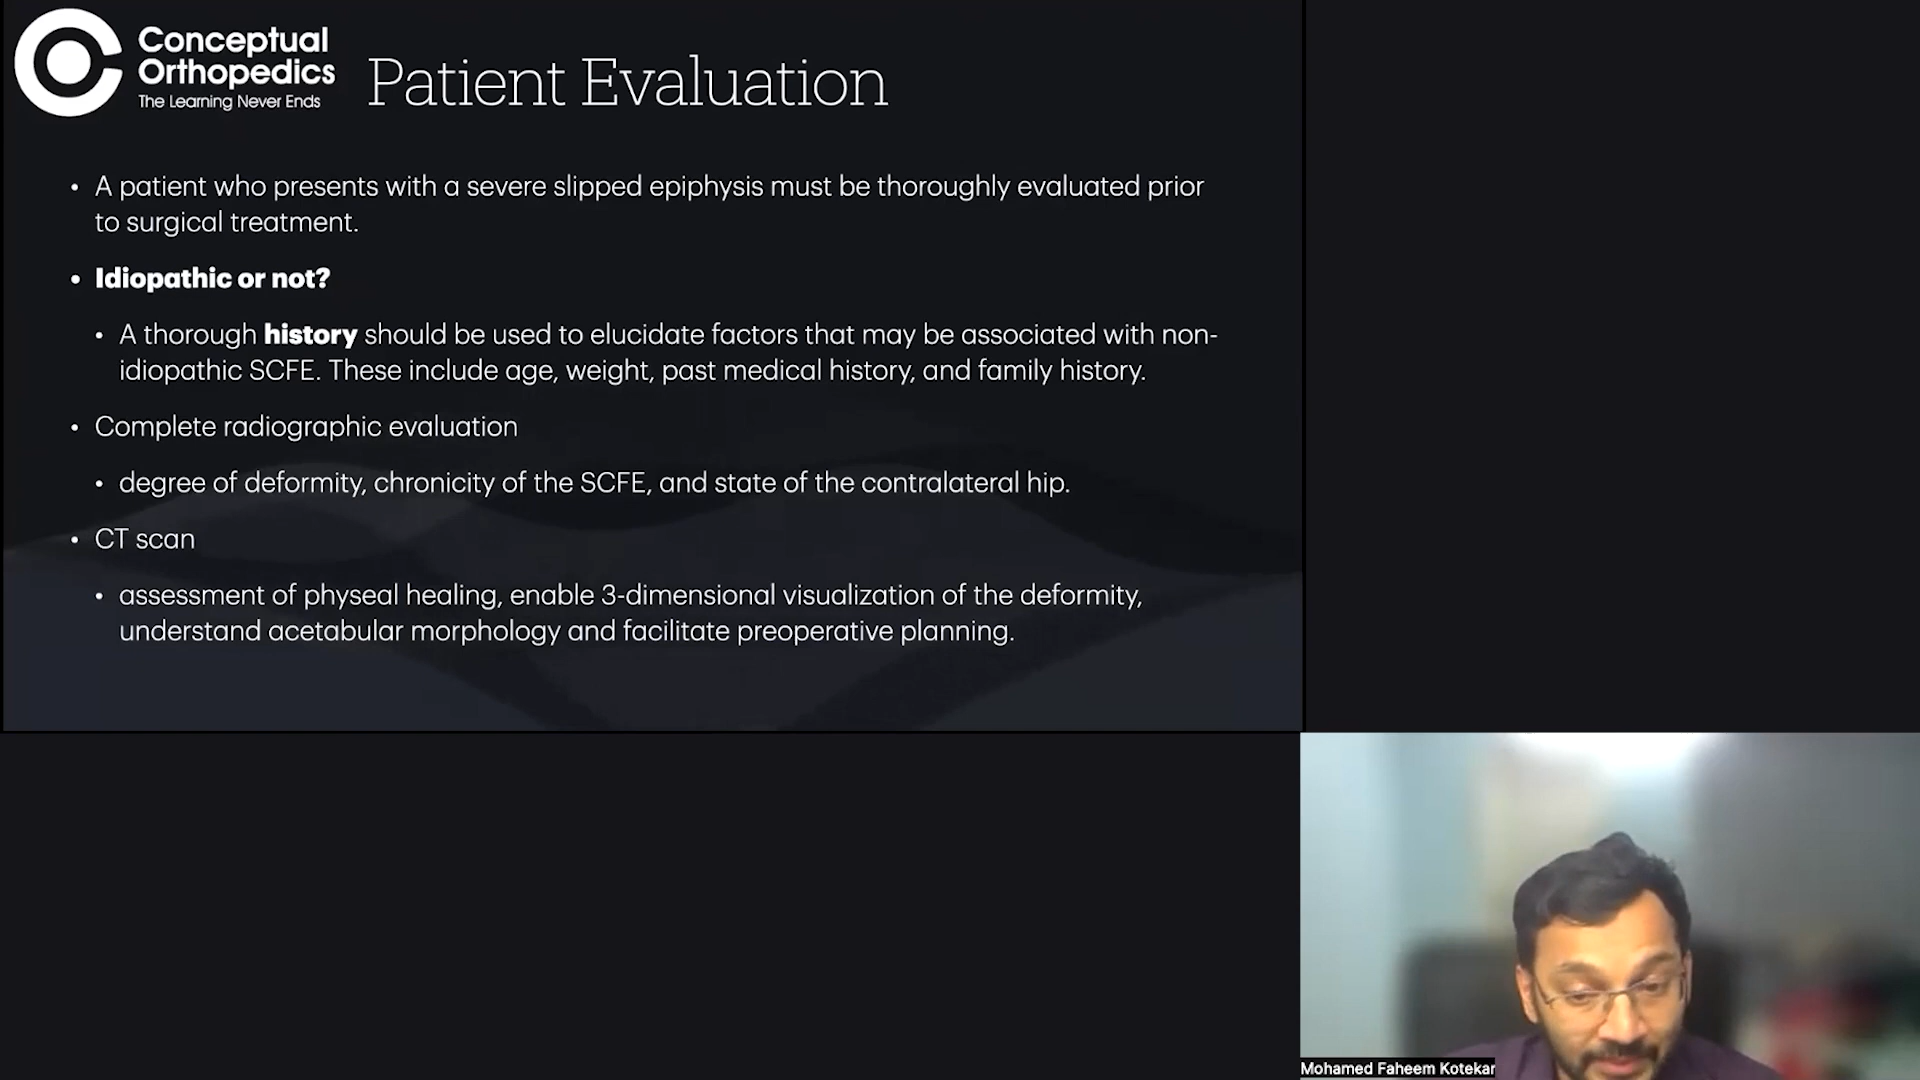 Conceptual
Orthopedics
The Learning Never Ends
Patient Evaluation
• A patient who presents with a severe slipped epiphysis must be thoroughly evaluated prior
to surgical treatment.
• Idiopathic or not?
• A thorough history should be used to elucidate factors that may be associated with non-
idiopathic SCFE. These include age, weight, past medical history, and family history.
• Complete radiographic evaluation
• degree of deformity, chronicity of the SCFE, and state of the contralateral hip.
• CT scan
• assessment of physeal healing, enable 3-dimensional visualization of the deformity,
understand acetabular morphology and facilitate preoperative planning.
Mohamed Faheem Kotekar